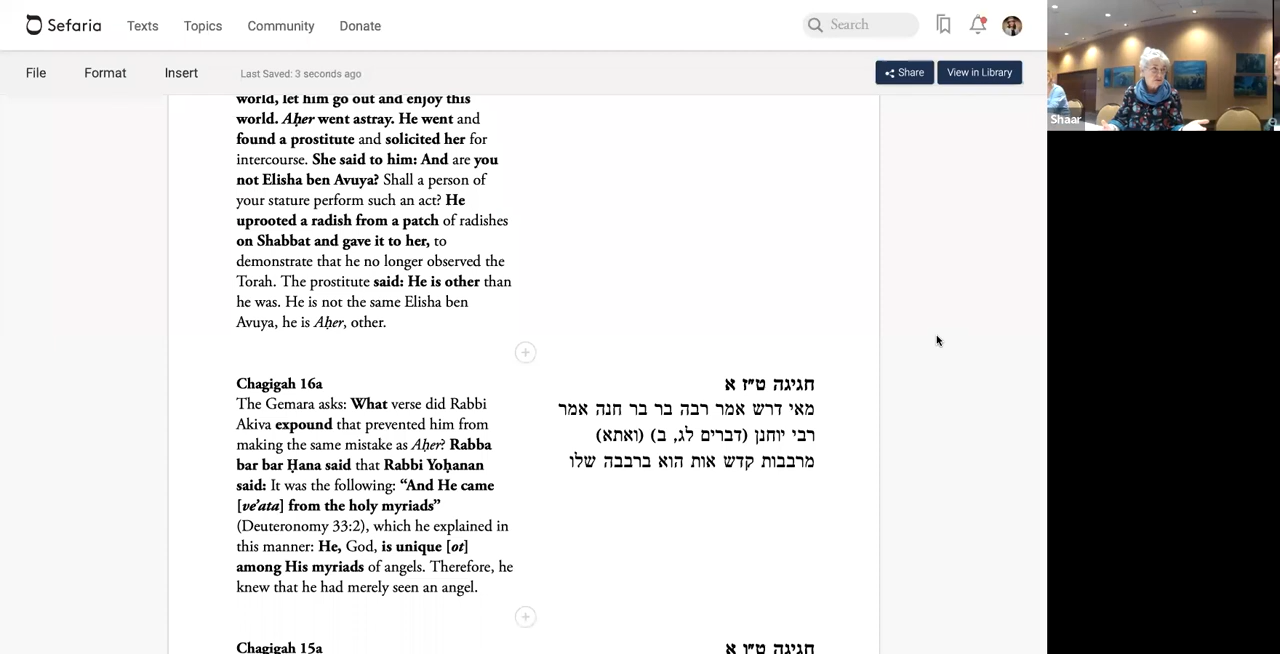 Sefaria
Texts
Topics
Community
Donate
Search
File
Format
Insert
Last Saved: 3 seconds ago
Share
View in Library
Shaar
world, let him go out and enjoy this
world. Aḥer went astray. He went and
found a prostitute and solicited her for
intercourse. She said to him: And are you
not Elisha ben Avuya? Shall a person of
your stature perform such an act? He
uprooted a radish from a patch of radishes
on Shabbat and gave it to her, to
demonstrate that he no longer observed the
Torah. The prostitute said: He is other than
he was. He is not the same Elisha ben
Avuya, he is Aḥer, other.
Chagigah 16a
The Gemara asks: What verse did Rabbi
Akiva expound that prevented him from
making the same mistake as Aḥer? Rabba
bar bar Ḥana said that Rabbi Yoḥanan
said: It was the following: “And He came
[ve’ata] from the holy myriads”
(Deuteronomy 33:2), which he explained in
this manner: He, God, is unique [ot]
among His myriads of angels. Therefore, he
knew that he had merely seen an angel.
חגיגה ט״ז א
מאי דרש אמר רבה בר בר חנה אמר
רבי יוחנן (דברים לג, ב) (ואתא)
מרבבות קדש אות הוא ברבבה שלו
Chagigah 15a
חגיגה ט״ו א